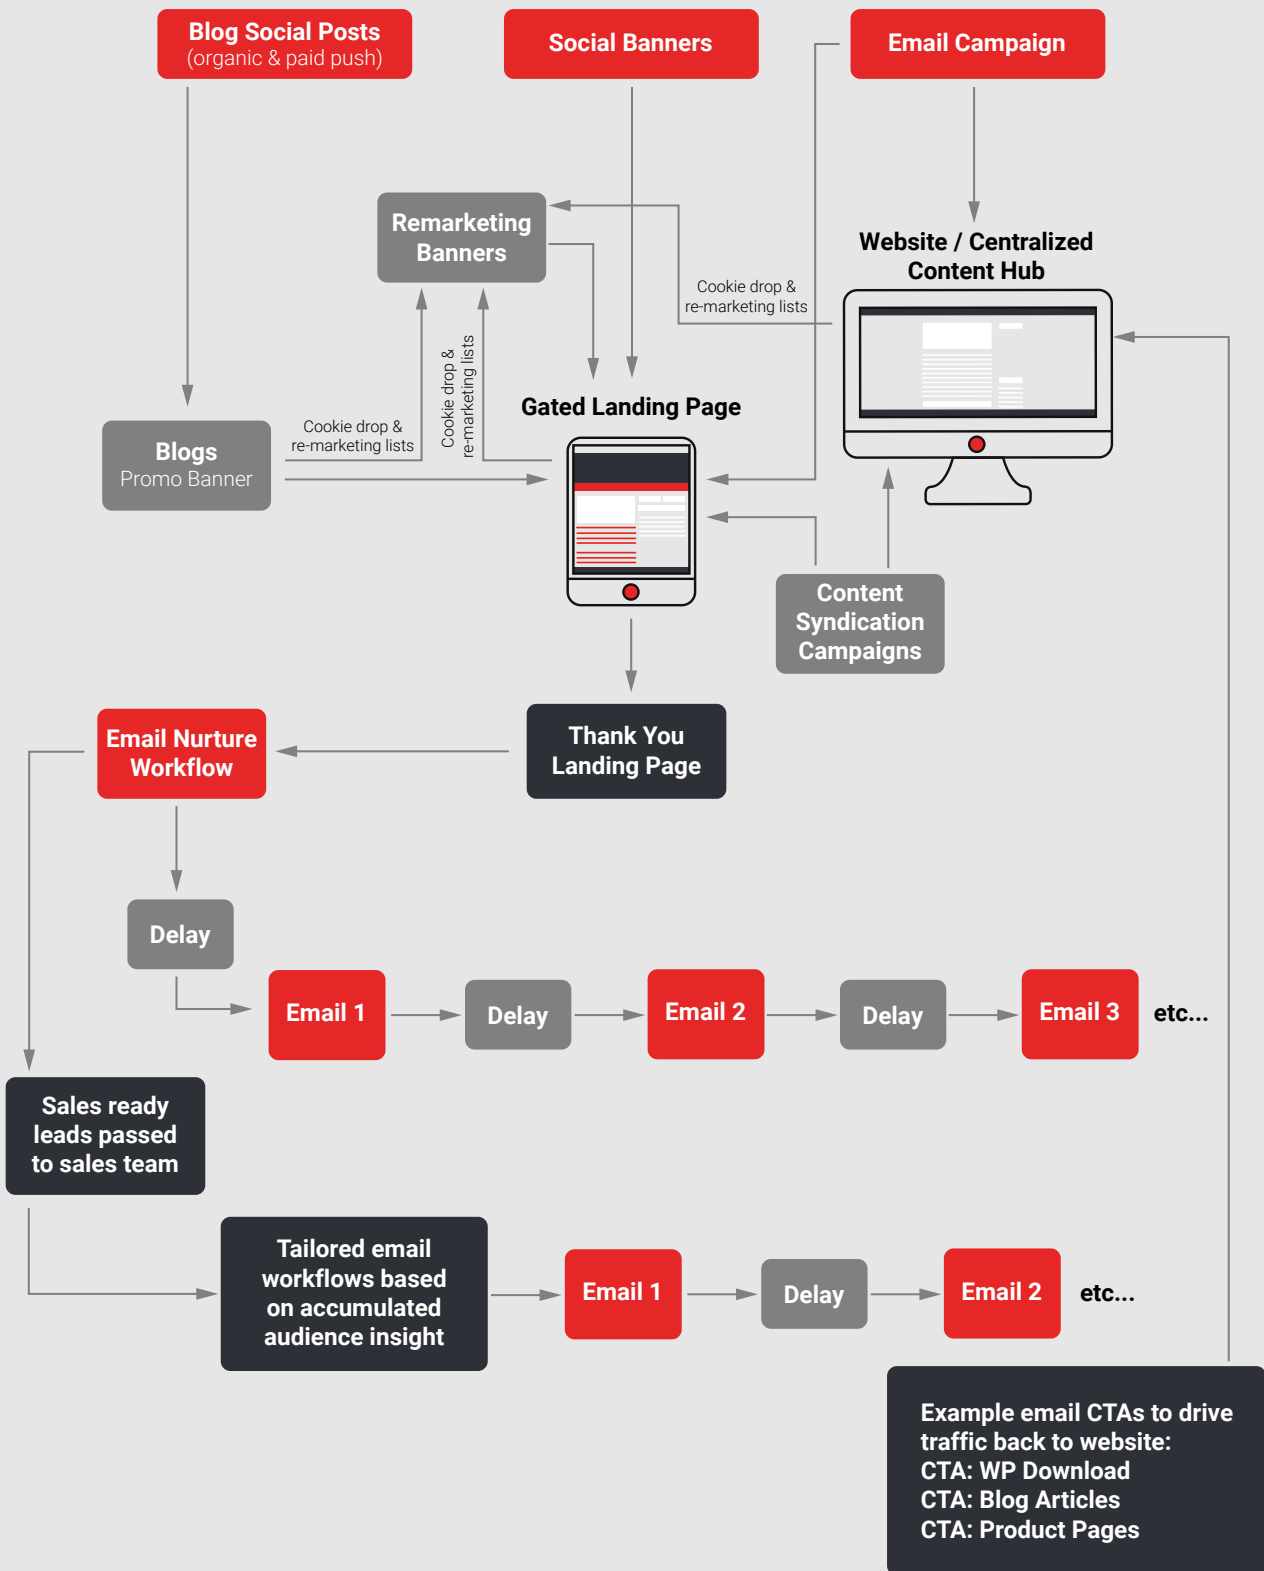 Blog Social Posts
(organic & paid push)
Social Banners
Email Campaign
Remarketing
Banners
Website / Centralized
Content Hub
Cookie drop &
re-marketing lists
Cookie drop &
re-marketing lists
Gated Landing Page
Cookie drop &
re-marketing lists
Blogs
Promo Banner
Content
Syndication
Campaigns
Email Nurture
Workflow
Thank You
Landing Page
Delay
Email 1
Delay
Email 2
Delay
Email 3
etc...
Sales ready
leads passed
to sales team
Tailored email
workflows based
on accumulated
audience insight
Email 1
Delay
Email 2
etc...
Example email CTAs to drive
traffic back to website:
CTA: WP Download
CTA: Blog Articles
CTA: Product Pages